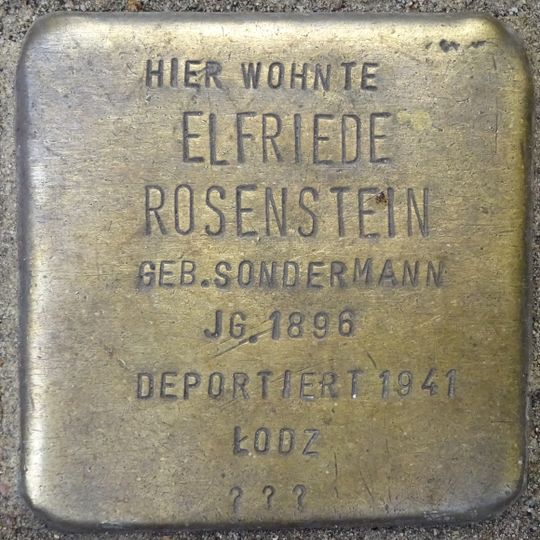 HIER WOHNTE
ELFRIEDE
ROSENSTEIN
GEB. SONDERMANN
JG. 1896
DEPORTIERT 1941
ŁODZ
? ? ?